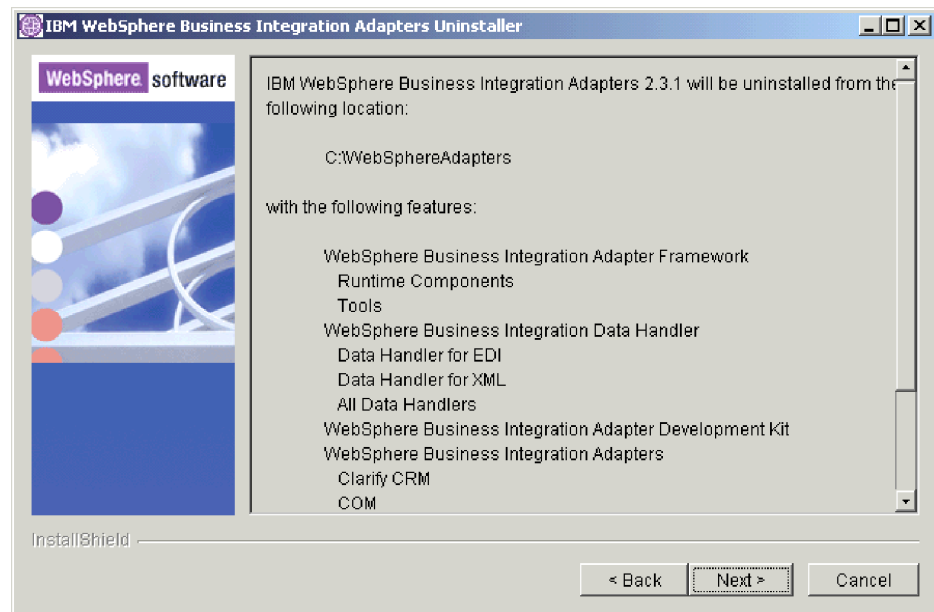 IBM WebSphere Business Integration Adapters Uninstaller
WebSphere software
IBM WebSphere Business Integration Adapters 2.3.1 will be uninstalled from the
following location:
C:\WebSphereAdapters
with the following features:
WebSphere Business Integration Adapter Framework
Runtime Components
Tools
WebSphere Business Integration Data Handler
Data Handler for EDI
Data Handler for XML
All Data Handlers
WebSphere Business Integration Adapter Development Kit
WebSphere Business Integration Adapters
Clarify CRM
COM
InstallShield
< Back Next > Cancel